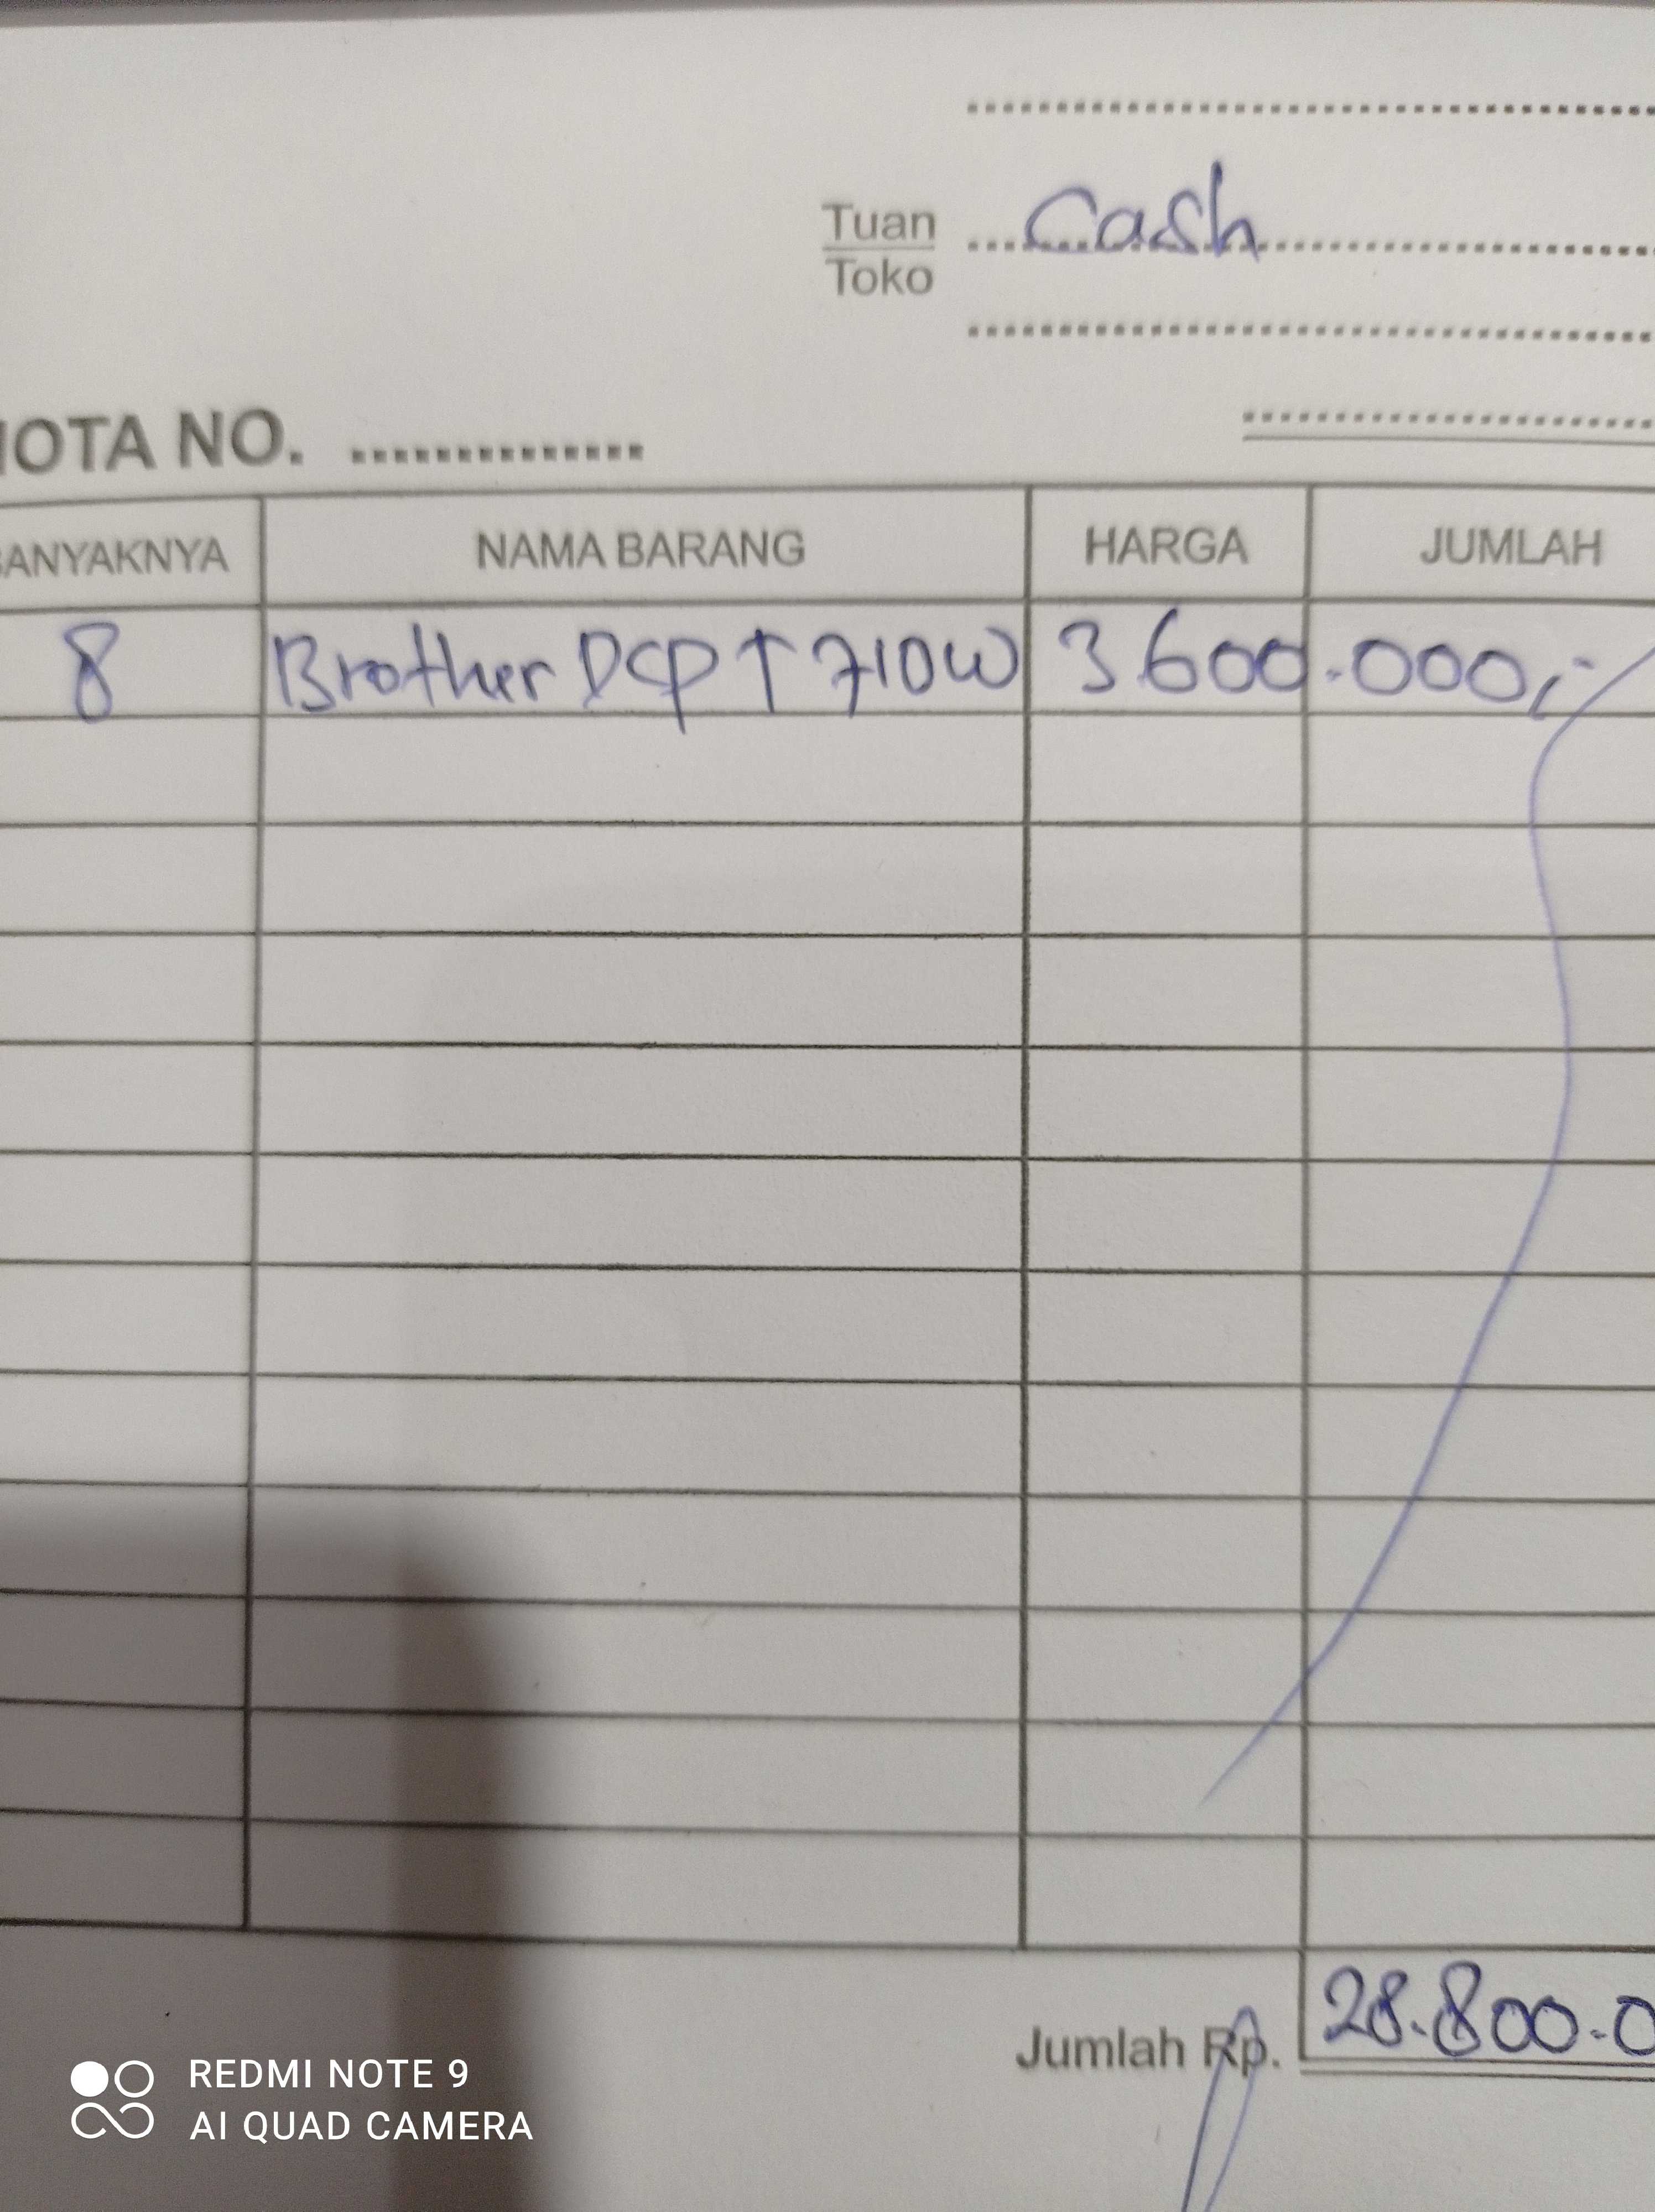 Tuan Cash
Toko
NOTA NO.
BANYAKNYA NAMA BARANG HARGA JUMLAH
8 Brother DCP T 710W 3.600.000,-
Jumlah Rp. 28.800.0
REDMI NOTE 9
AI QUAD CAMERA